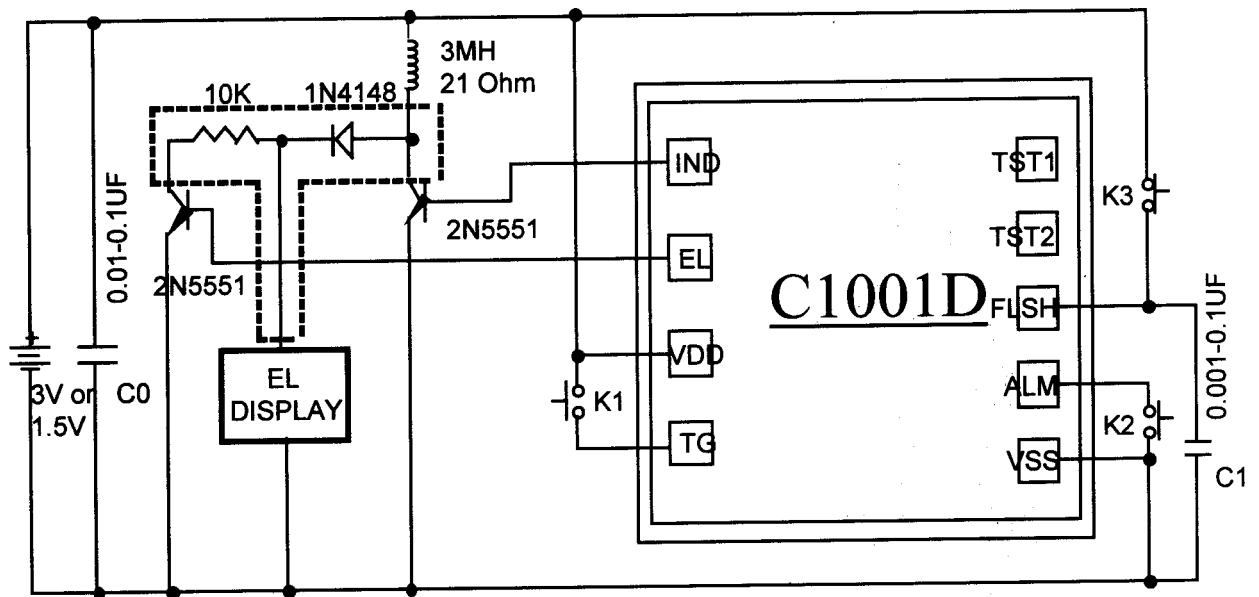 3MH
21 Ohm
10K
1N4148
0.01-0.1UF
2N5551
2N5551
+
3V or
1.5V
C0
EL
DISPLAY
K1
IND
EL
VDD
TG
C1001D
TST1
TST2
FLSH
ALM
VSS
K3
K2
0.001-0.1UF
C1